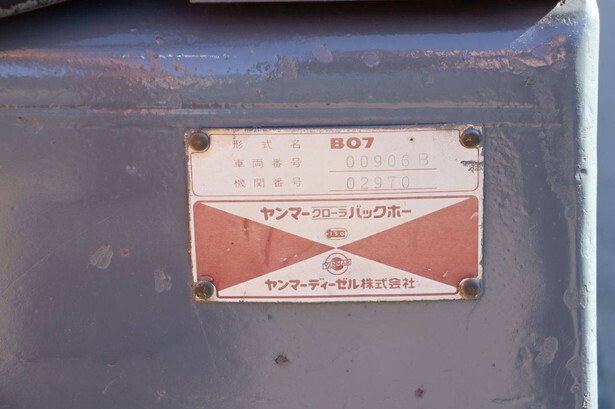 形式名 B07
車両番号 00906B
機関番号 02970
ヤンマークローラバックホー
ヤンマーディーゼル株式会社